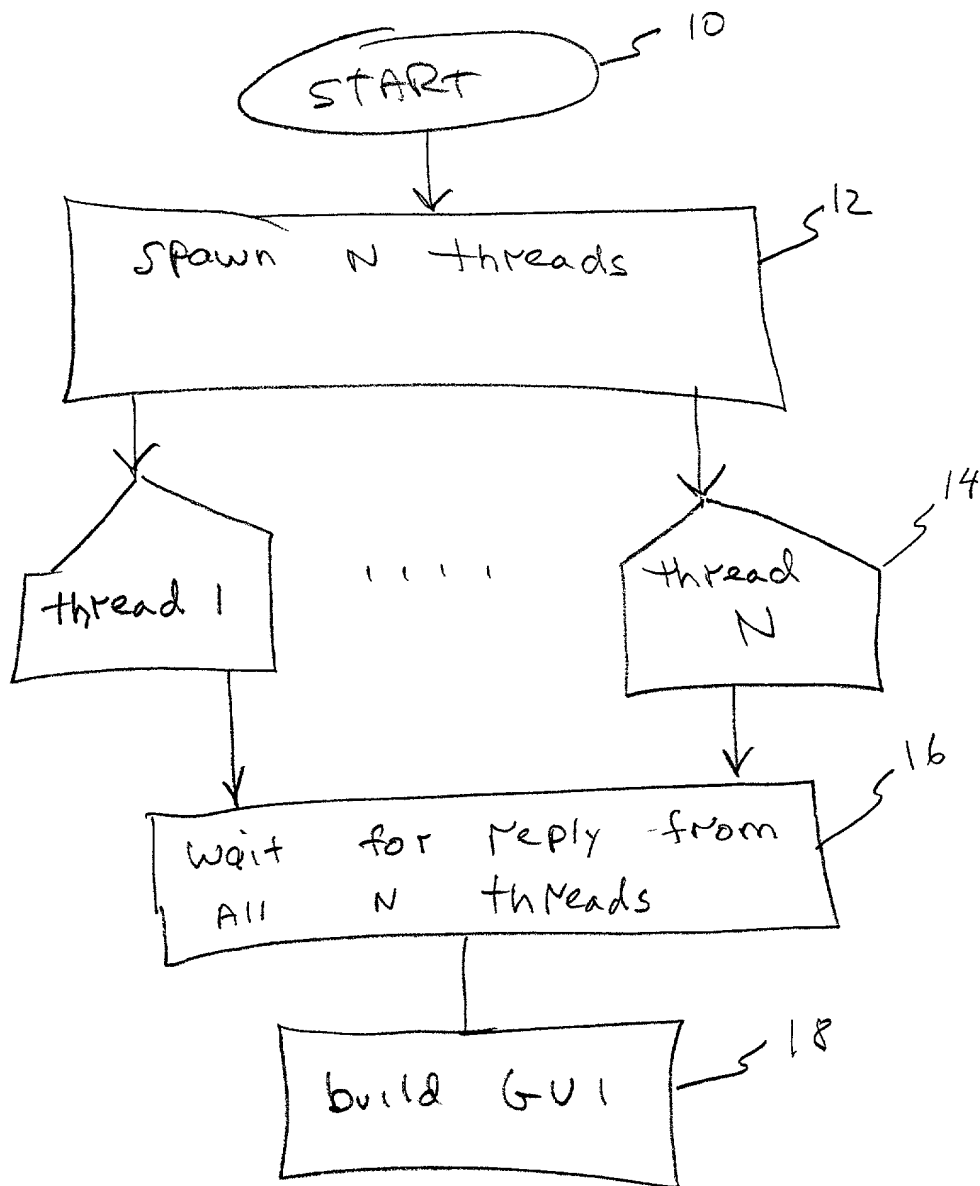 10
START
12
spawn N threads
14
thread 1
. . . .
thread
N
16
wait for reply from
All N threads
18
build GUI